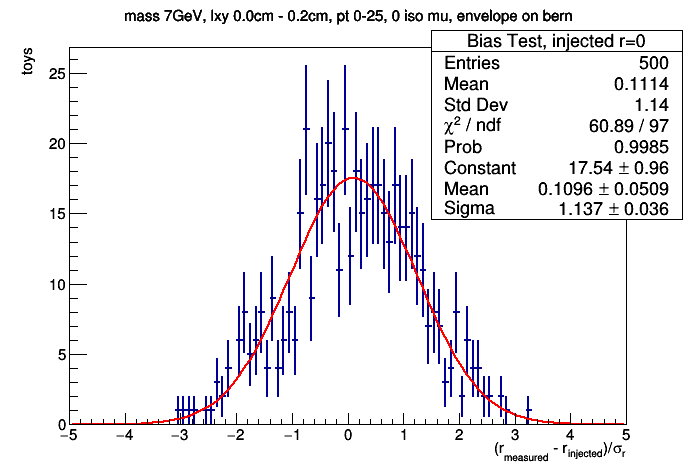 mass 7GeV, lxy 0.0cm - 0.2cm, pt 0-25, 0 iso mu, envelope on bern
Bias Test, injected r=0
Entries 500
Mean 0.1114
Std Dev 1.14
χ² / ndf 60.89 / 97
Prob 0.9985
Constant 17.54 ± 0.96
Mean 0.1096 ± 0.0509
Sigma 1.137 ± 0.036
toys
25
20
15
10
5
0
−5 −4 −3 −2 −1 0 1 2 3 4 5
(r_measured - r_injected)/σ_r